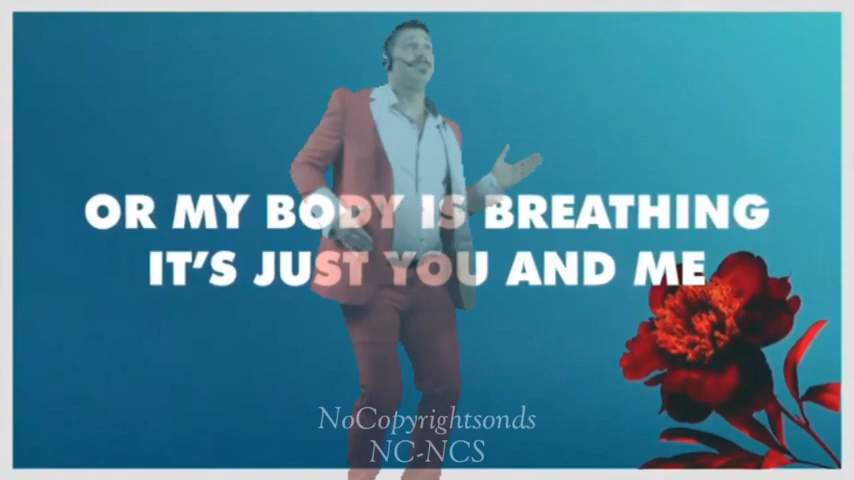 OR MY BODY IS BREATHING
IT'S JUST YOU AND ME
NoCopyrightsonds
NC-NCS